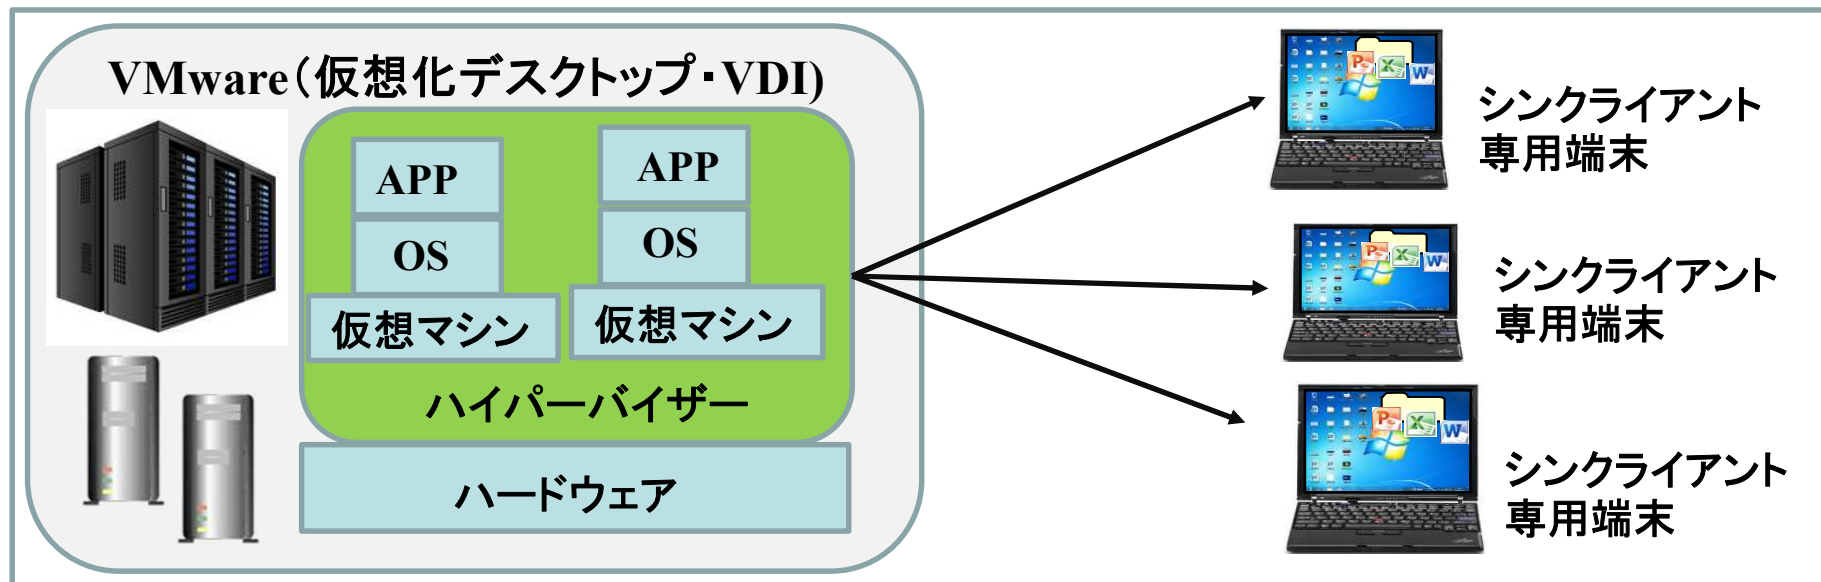 VMware（仮想化デスクトップ・VDI)
APP
OS
仮想マシン
APP
OS
仮想マシン
ハイパーバイザー
ハードウェア
シンクライアント
専用端末
シンクライアント
専用端末
シンクライアント
専用端末